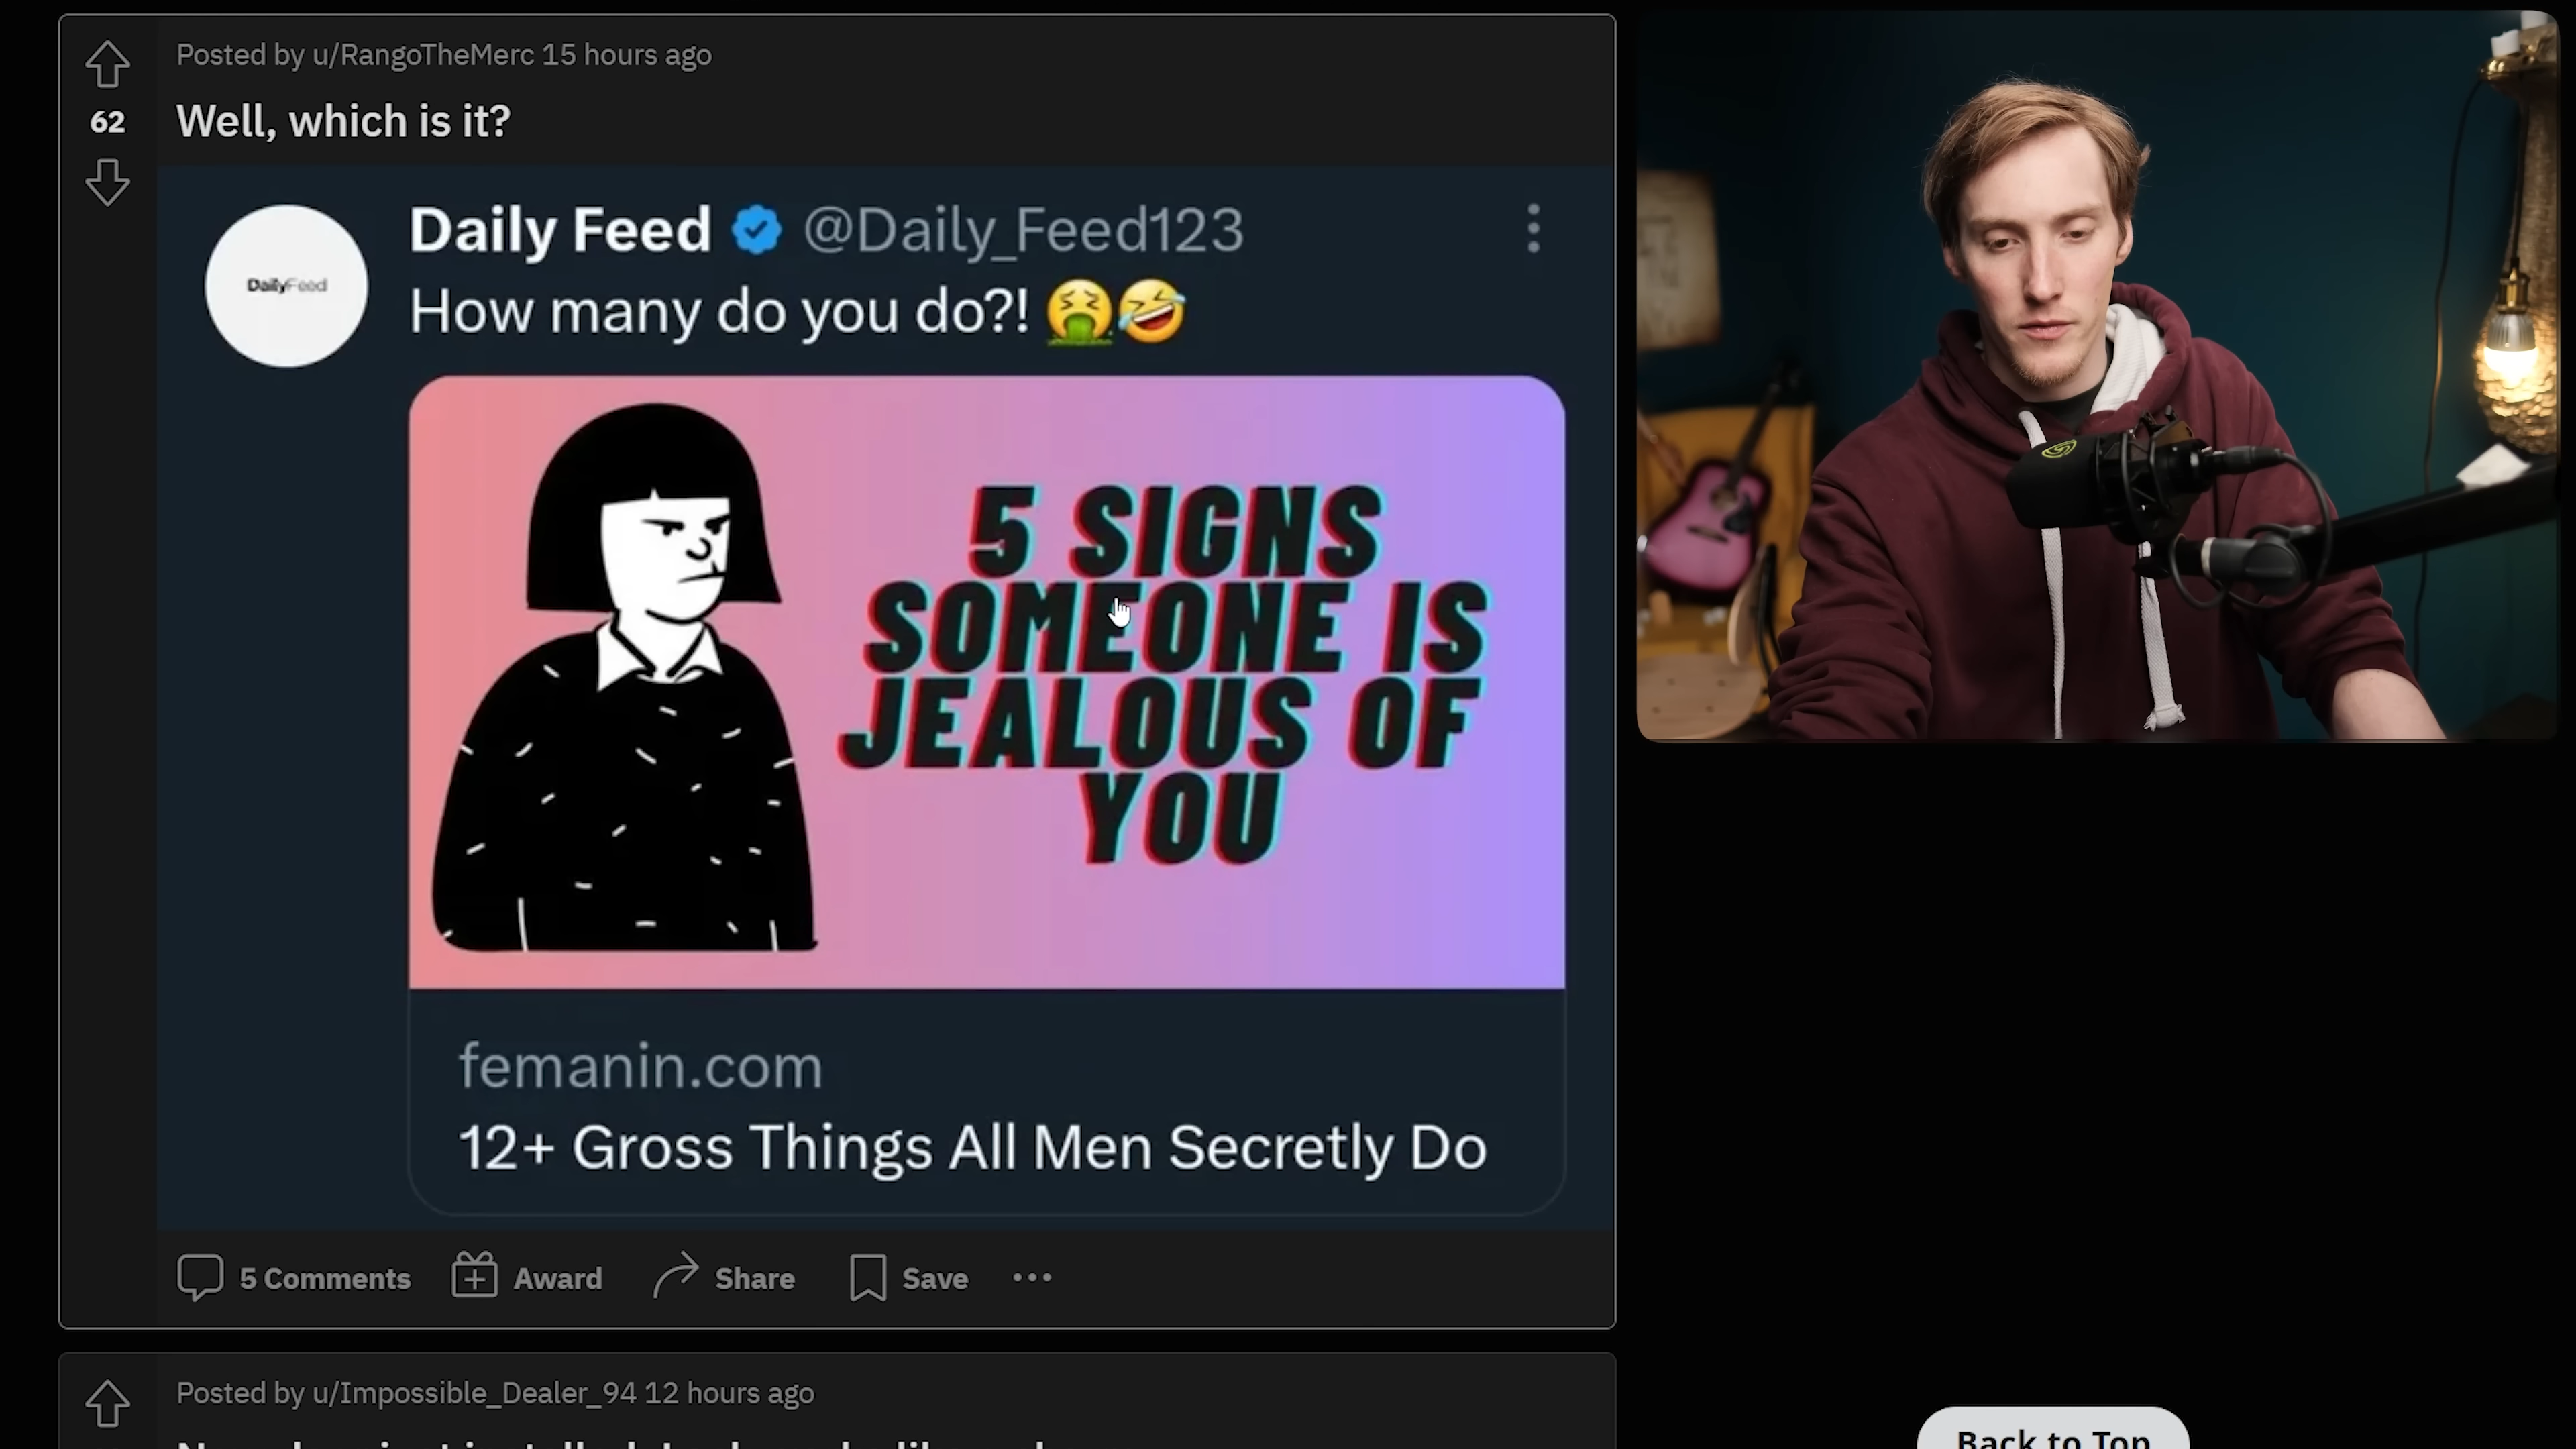 Posted by u/RangoTheMerc 15 hours ago
62
Well, which is it?
DailyFeed
Daily Feed @Daily_Feed123
How many do you do?! 🤮🤣
5 SIGNS
SOMEONE IS
JEALOUS OF
YOU
femanin.com
12+ Gross Things All Men Secretly Do
5 Comments Award Share Save
Posted by u/Impossible_Dealer_94 12 hours ago
Back to Top